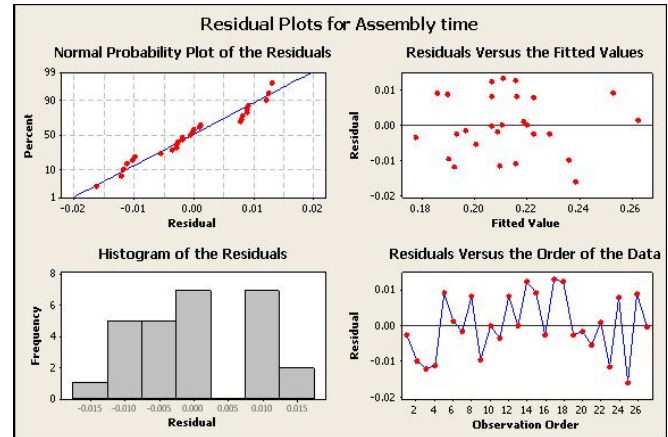 Residual Plots for Assembly time
Normal Probability Plot of the Residuals
99
90
50
10
1
Percent
-0.02 -0.01 0.00 0.01 0.02
Residual
Residuals Versus the Fitted Values
0.01
0.00
-0.01
-0.02
Residual
0.18 0.20 0.22 0.24 0.26
Fitted Value
Histogram of the Residuals
8
6
4
2
0
Frequency
-0.015 -0.010 -0.005 0.000 0.005 0.010 0.015
Residual
Residuals Versus the Order of the Data
0.01
0.00
-0.01
-0.02
Residual
2 4 6 8 10 12 14 16 18 20 22 24 26
Observation Order